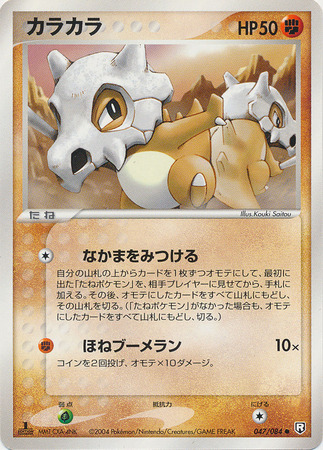 カラカラ HP50
たね
Illus. Kouki Saitou
なかまをみつける
自分の山札の上からカードを1枚ずつオモテにして、最初に
出た「たねポケモン」を、相手プレイヤーに見せてから、手札
に加える。その後、オモテにしたカードをすべて山札にもどし、
その山札を切る。(「たねポケモン」がなかった場合も、オモテに
したカードをすべて山札にもどし、切る。)
ほねブーメラン 10×
コインを2回投げ、オモテ×10ダメージ。
弱点 抵抗力 にげる
1 EDITION
©2004 Pokémon/Nintendo/Creatures/GAME FREAK
047/084 ●
R